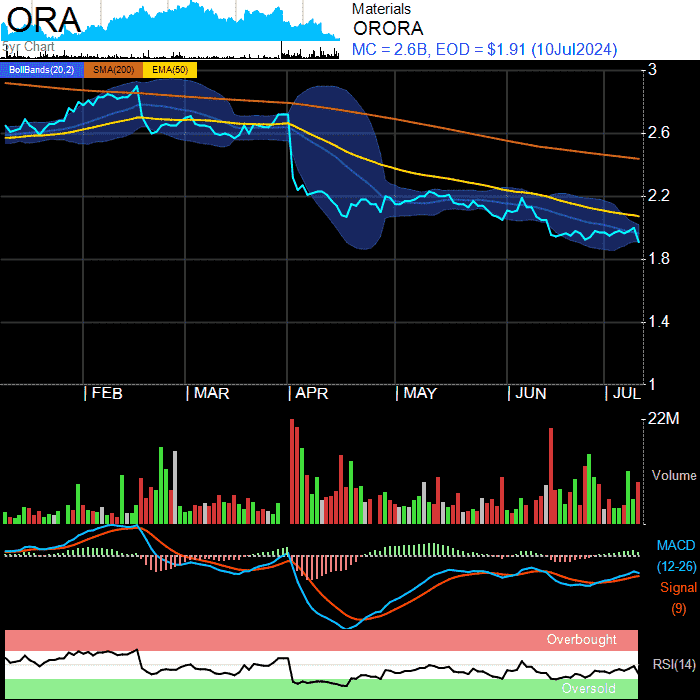 ORA
5yr Chart
Materials
ORORA
MC = 2.6B, EOD = $1.91 (10Jul2024)
BollBands(20,2) SMA(200) EMA(50)
3
2.6
2.2
1.8
1.4
1
FEB MAR APR MAY JUN JUL
22M
Volume
MACD
(12-26)
Signal
(9)
Overbought
RSI(14)
Oversold